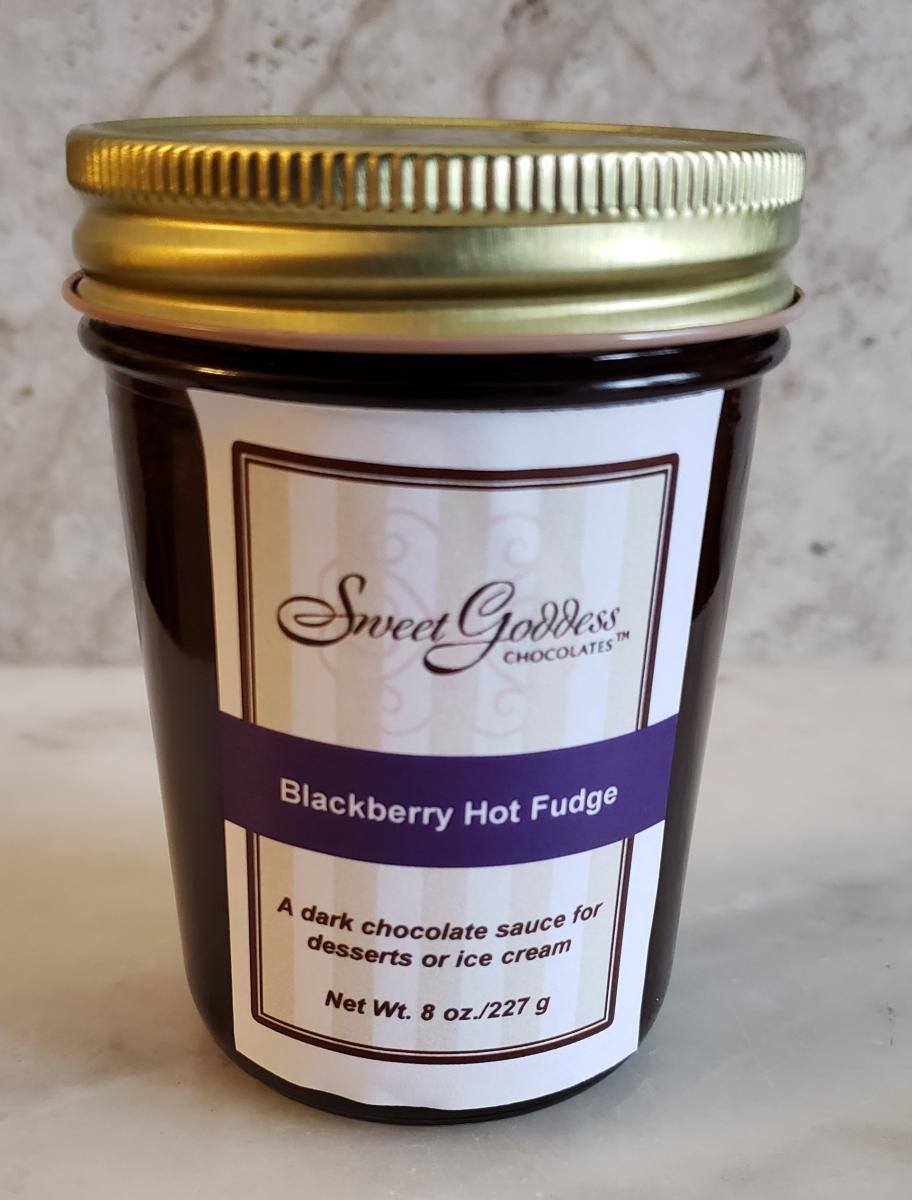 Sweet Goddess
CHOCOLATES™
Blackberry Hot Fudge
A dark chocolate sauce for
desserts or ice cream
Net Wt. 8 oz./227 g